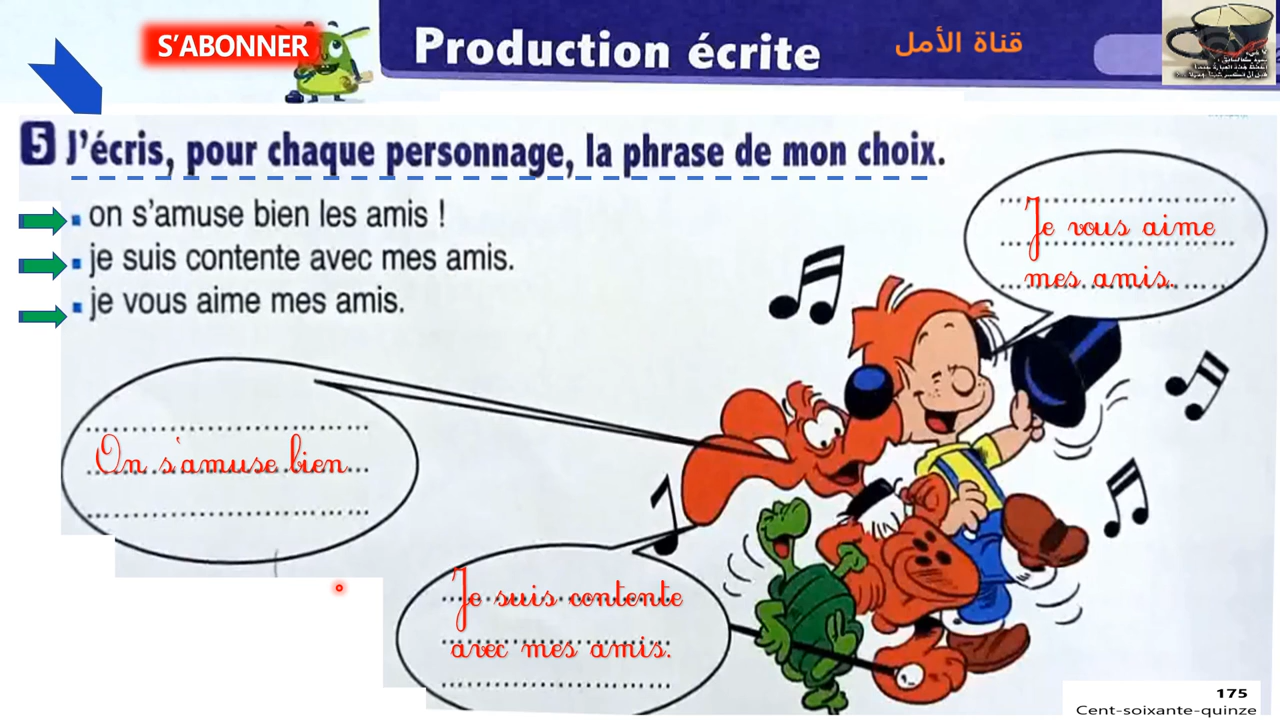 S'ABONNER
Production écrite
قناة الأمل
5 J'écris, pour chaque personnage, la phrase de mon choix.
on s'amuse bien les amis !
je suis contente avec mes amis.
je vous aime mes amis.
Je vous aime
mes amis.
On s'amuse bien
Je suis contente
avec mes amis.
175
Cent-soixante-quinze